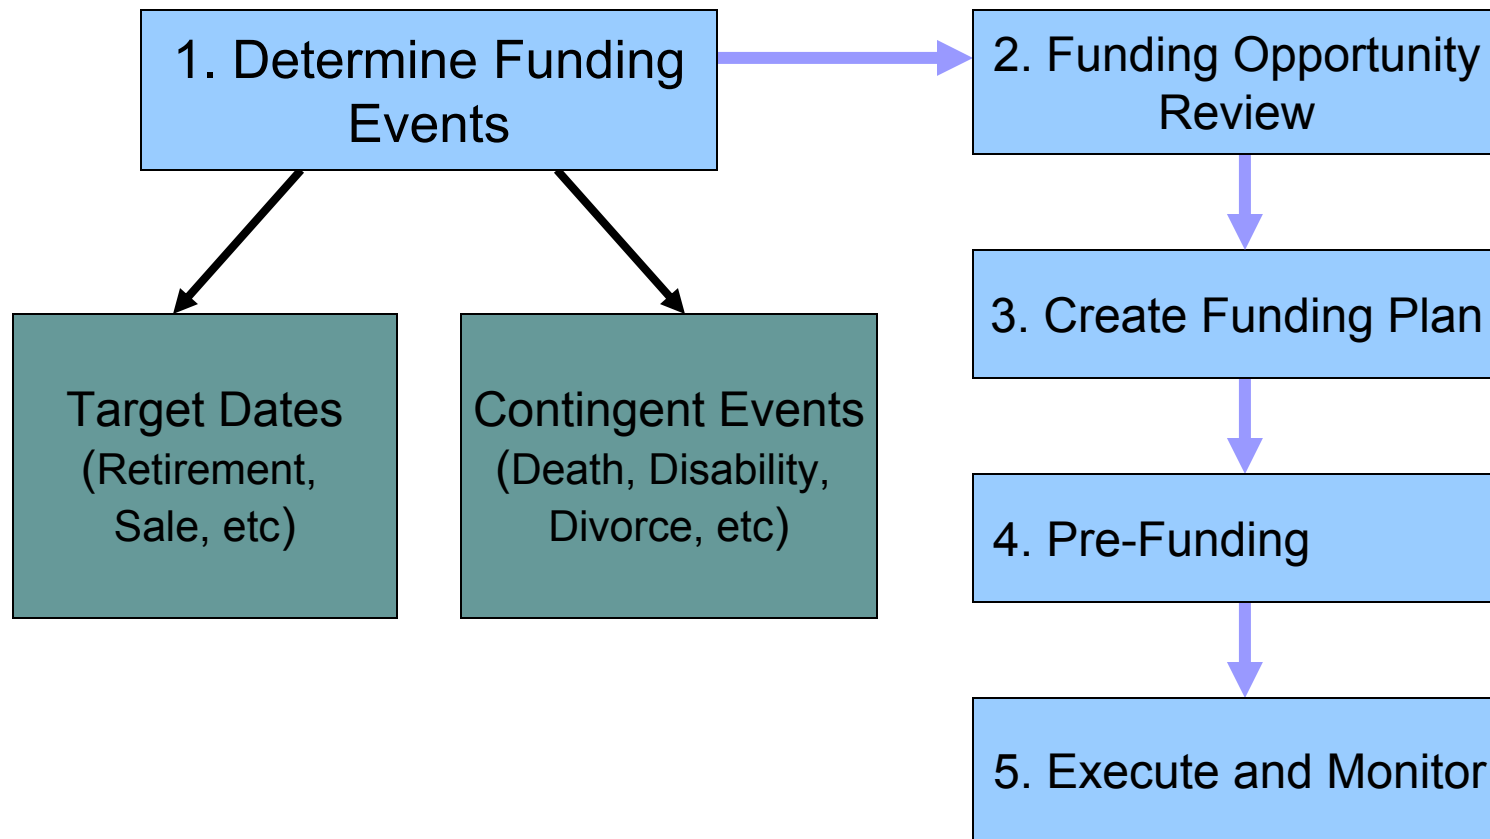 1. Determine Funding
Events
2. Funding Opportunity
Review
3. Create Funding Plan
Target Dates
(Retirement,
Sale, etc)
Contingent Events
(Death, Disability,
Divorce, etc)
4. Pre-Funding
5. Execute and Monitor